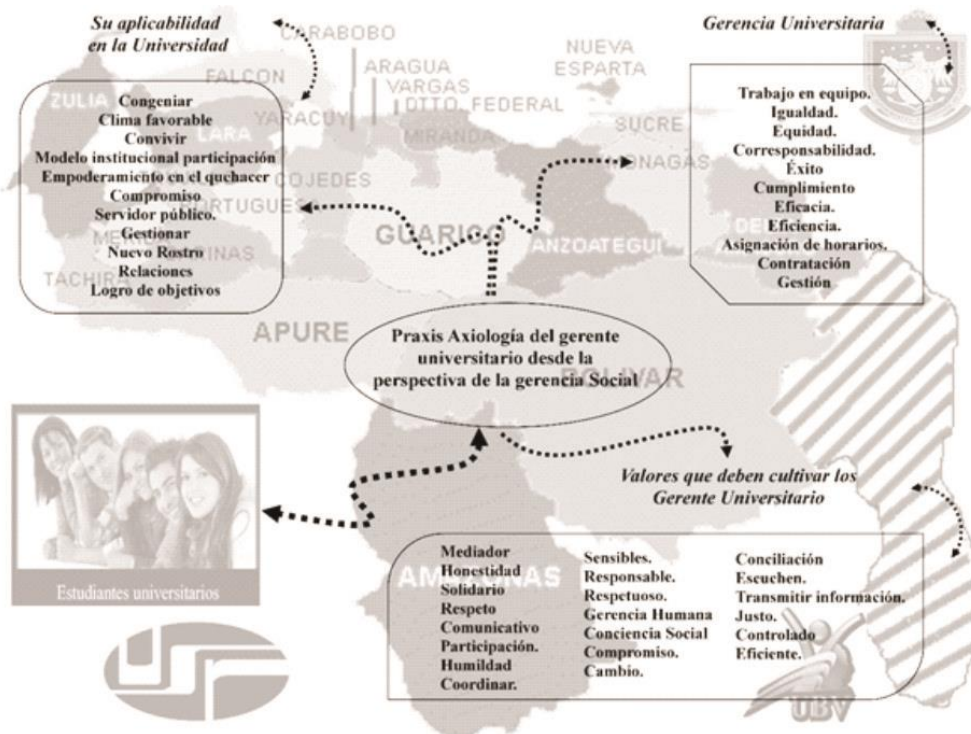 Su aplicabilidad
en la Universidad
Gerencia Universitaria
CARABOBO
ARAGUA
VARGAS
DTTO. FEDERAL
NUEVA
ESPARTA
FALCON
ZULIA
YARACUY
LARA
MIRANDA
SUCRE
ONAGAS
COJEDES
PORTUGUESA
GUARICO
ANZOATEGUI
TACHIRA
APURE
BOLIVAR
AMAZONAS
Congeniar
Clima favorable
Convivir
Modelo institucional participación
Empoderamiento en el quchacer
Compromiso
Servidor público.
Gestionar
Nuevo Rostro
Relaciones
Logro de objetivos
Trabajo en equipo.
Igualdad.
Equidad.
Corresponsabilidad.
Éxito
Cumplimiento
Eficacia.
Eficiencia.
Asignación de horarios.
Contratación
Gestión
Praxis Axiología del gerente
universitario desde la
perspectiva de la gerencia Social
Valores que deben cultivar los
Gerente Universitario
Estudiantes universitarios
Mediador
Honestidad
Solidario
Respeto
Comunicativo
Participación.
Humildad
Coordinar.
Sensibles.
Responsable.
Respetuoso.
Gerencia Humana
Conciencia Social
Compromiso.
Cambio.
Conciliación
Escuchen.
Transmitir información.
Justo.
Controlado
Eficiente.
UBV